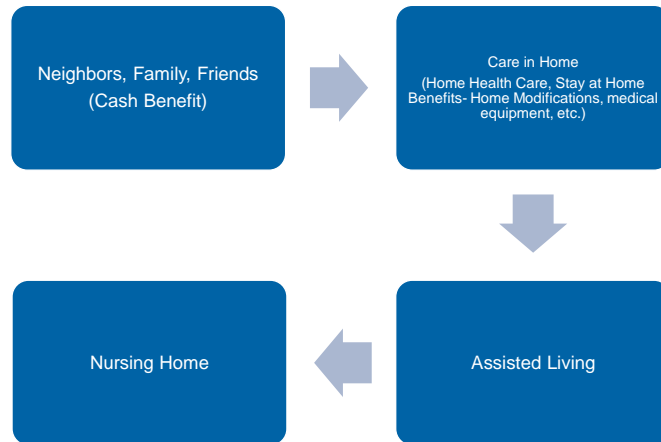 Neighbors, Family, Friends
(Cash Benefit)
Care in Home
(Home Health Care, Stay at Home
Benefits- Home Modifications, medical
equipment, etc.)
Nursing Home
Assisted Living